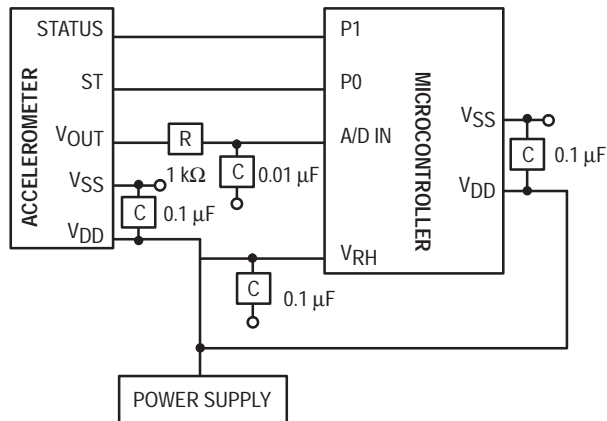 STATUS
ST
VOUT
VSS
VDD
ACCELEROMETER
R
1 kΩ
C
0.01 µF
C
0.1 µF
C
0.1 µF
P1
P0
A/D IN
VRH
MICROCONTROLLER
VSS
VDD
C
0.1 µF
POWER SUPPLY